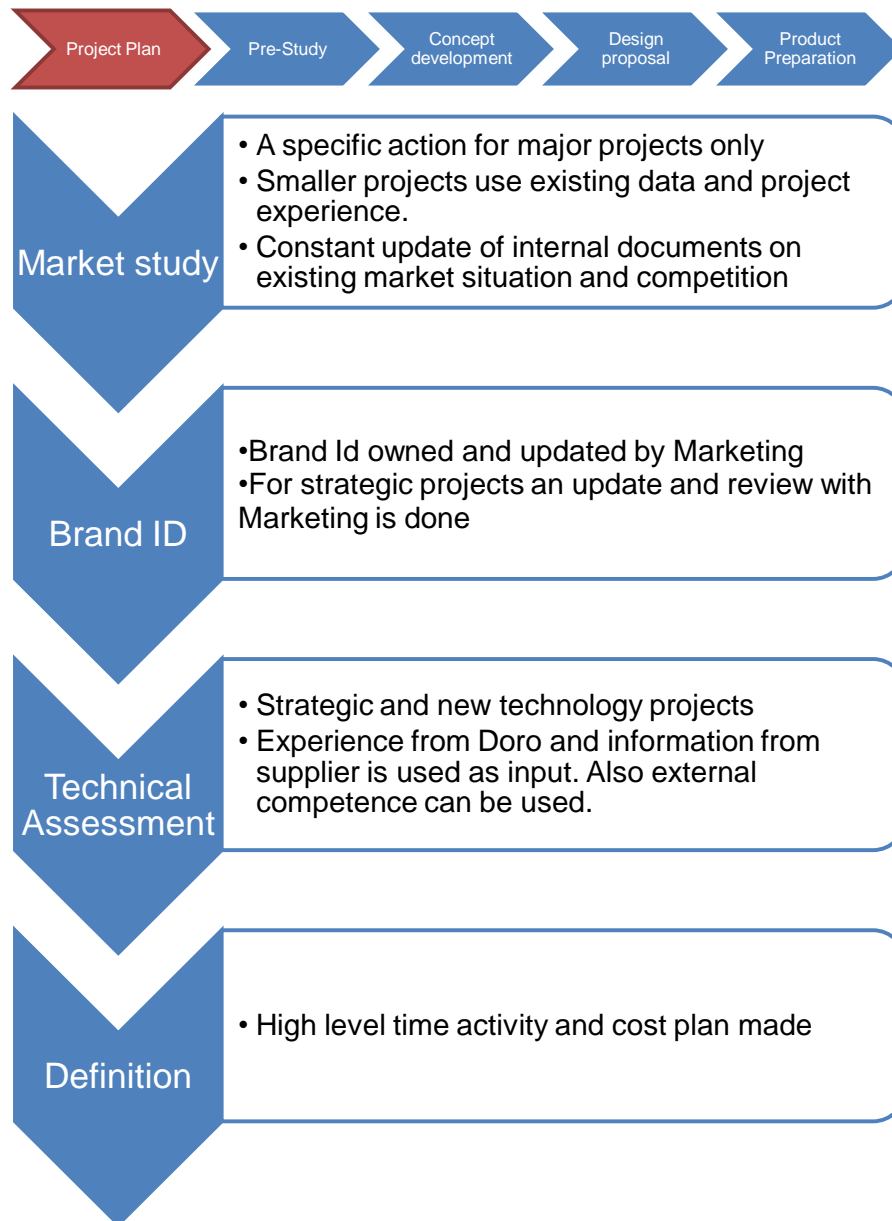 Project Plan
Pre-Study
Concept
development
Design
proposal
Product
Preparation
Market study
• A specific action for major projects only
• Smaller projects use existing data and project
experience.
• Constant update of internal documents on
existing market situation and competition
Brand ID
•Brand Id owned and updated by Marketing
•For strategic projects an update and review with
Marketing is done
Technical
Assessment
• Strategic and new technology projects
• Experience from Doro and information from
supplier is used as input. Also external
competence can be used.
Definition
• High level time activity and cost plan made